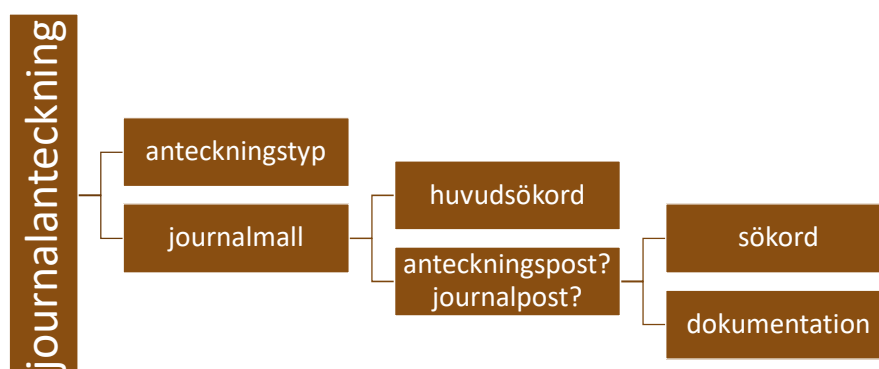 journalanteckning
anteckningstyp
journalmall
huvudsökord
anteckningspost?
journalpost?
sökord
dokumentation